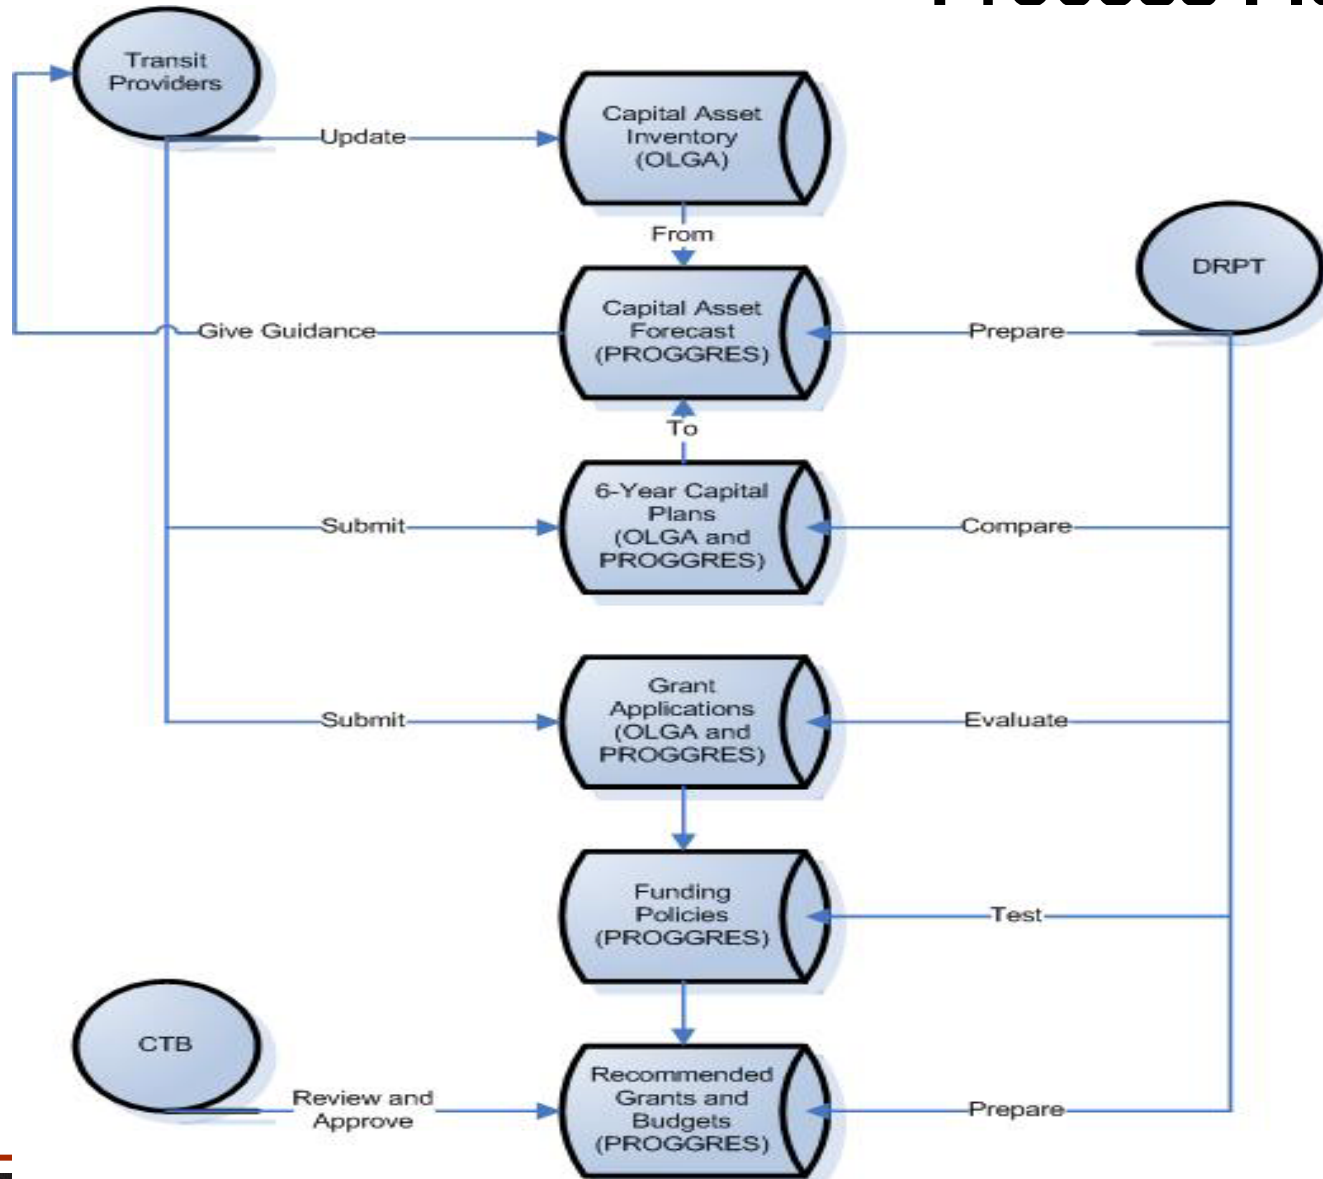 Transit
Providers
Update
Capital Asset
Inventory
(OLGA)
From
DRPT
Capital Asset
Forecast
(PROGGRES)
Give Guidance
Prepare
To
6-Year Capital
Plans
(OLGA and
PROGGRES)
Submit
Compare
Grant
Applications
(OLGA and
PROGGRES)
Submit
Evaluate
Funding
Policies
(PROGGRES)
Test
CTB
Review and
Approve
Recommended
Grants and
Budgets
(PROGGRES)
Prepare